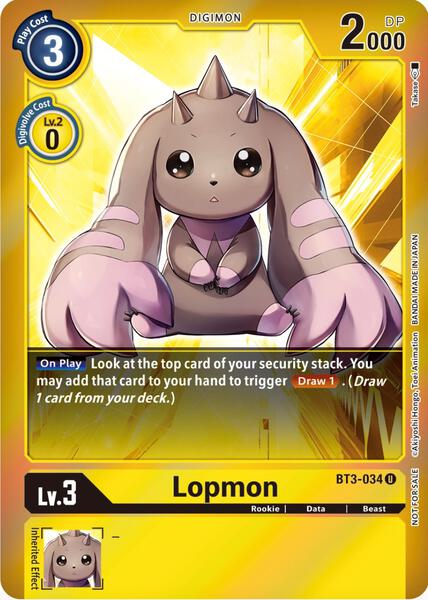 DIGIMON
Play Cost
3
DP
2000
Digivolve Cost
Lv.2
0
Takase
On Play Look at the top card of your security stack. You
may add that card to your hand to trigger Draw 1 . (Draw
1 card from your deck.)
©Akiyoshi Hongo, Toei Animation BANDAI MADE IN JAPAN
NOT FOR SALE
BT3-034 U
Lv.3
Lopmon
Rookie | Data | Beast
Inherited Effect
–